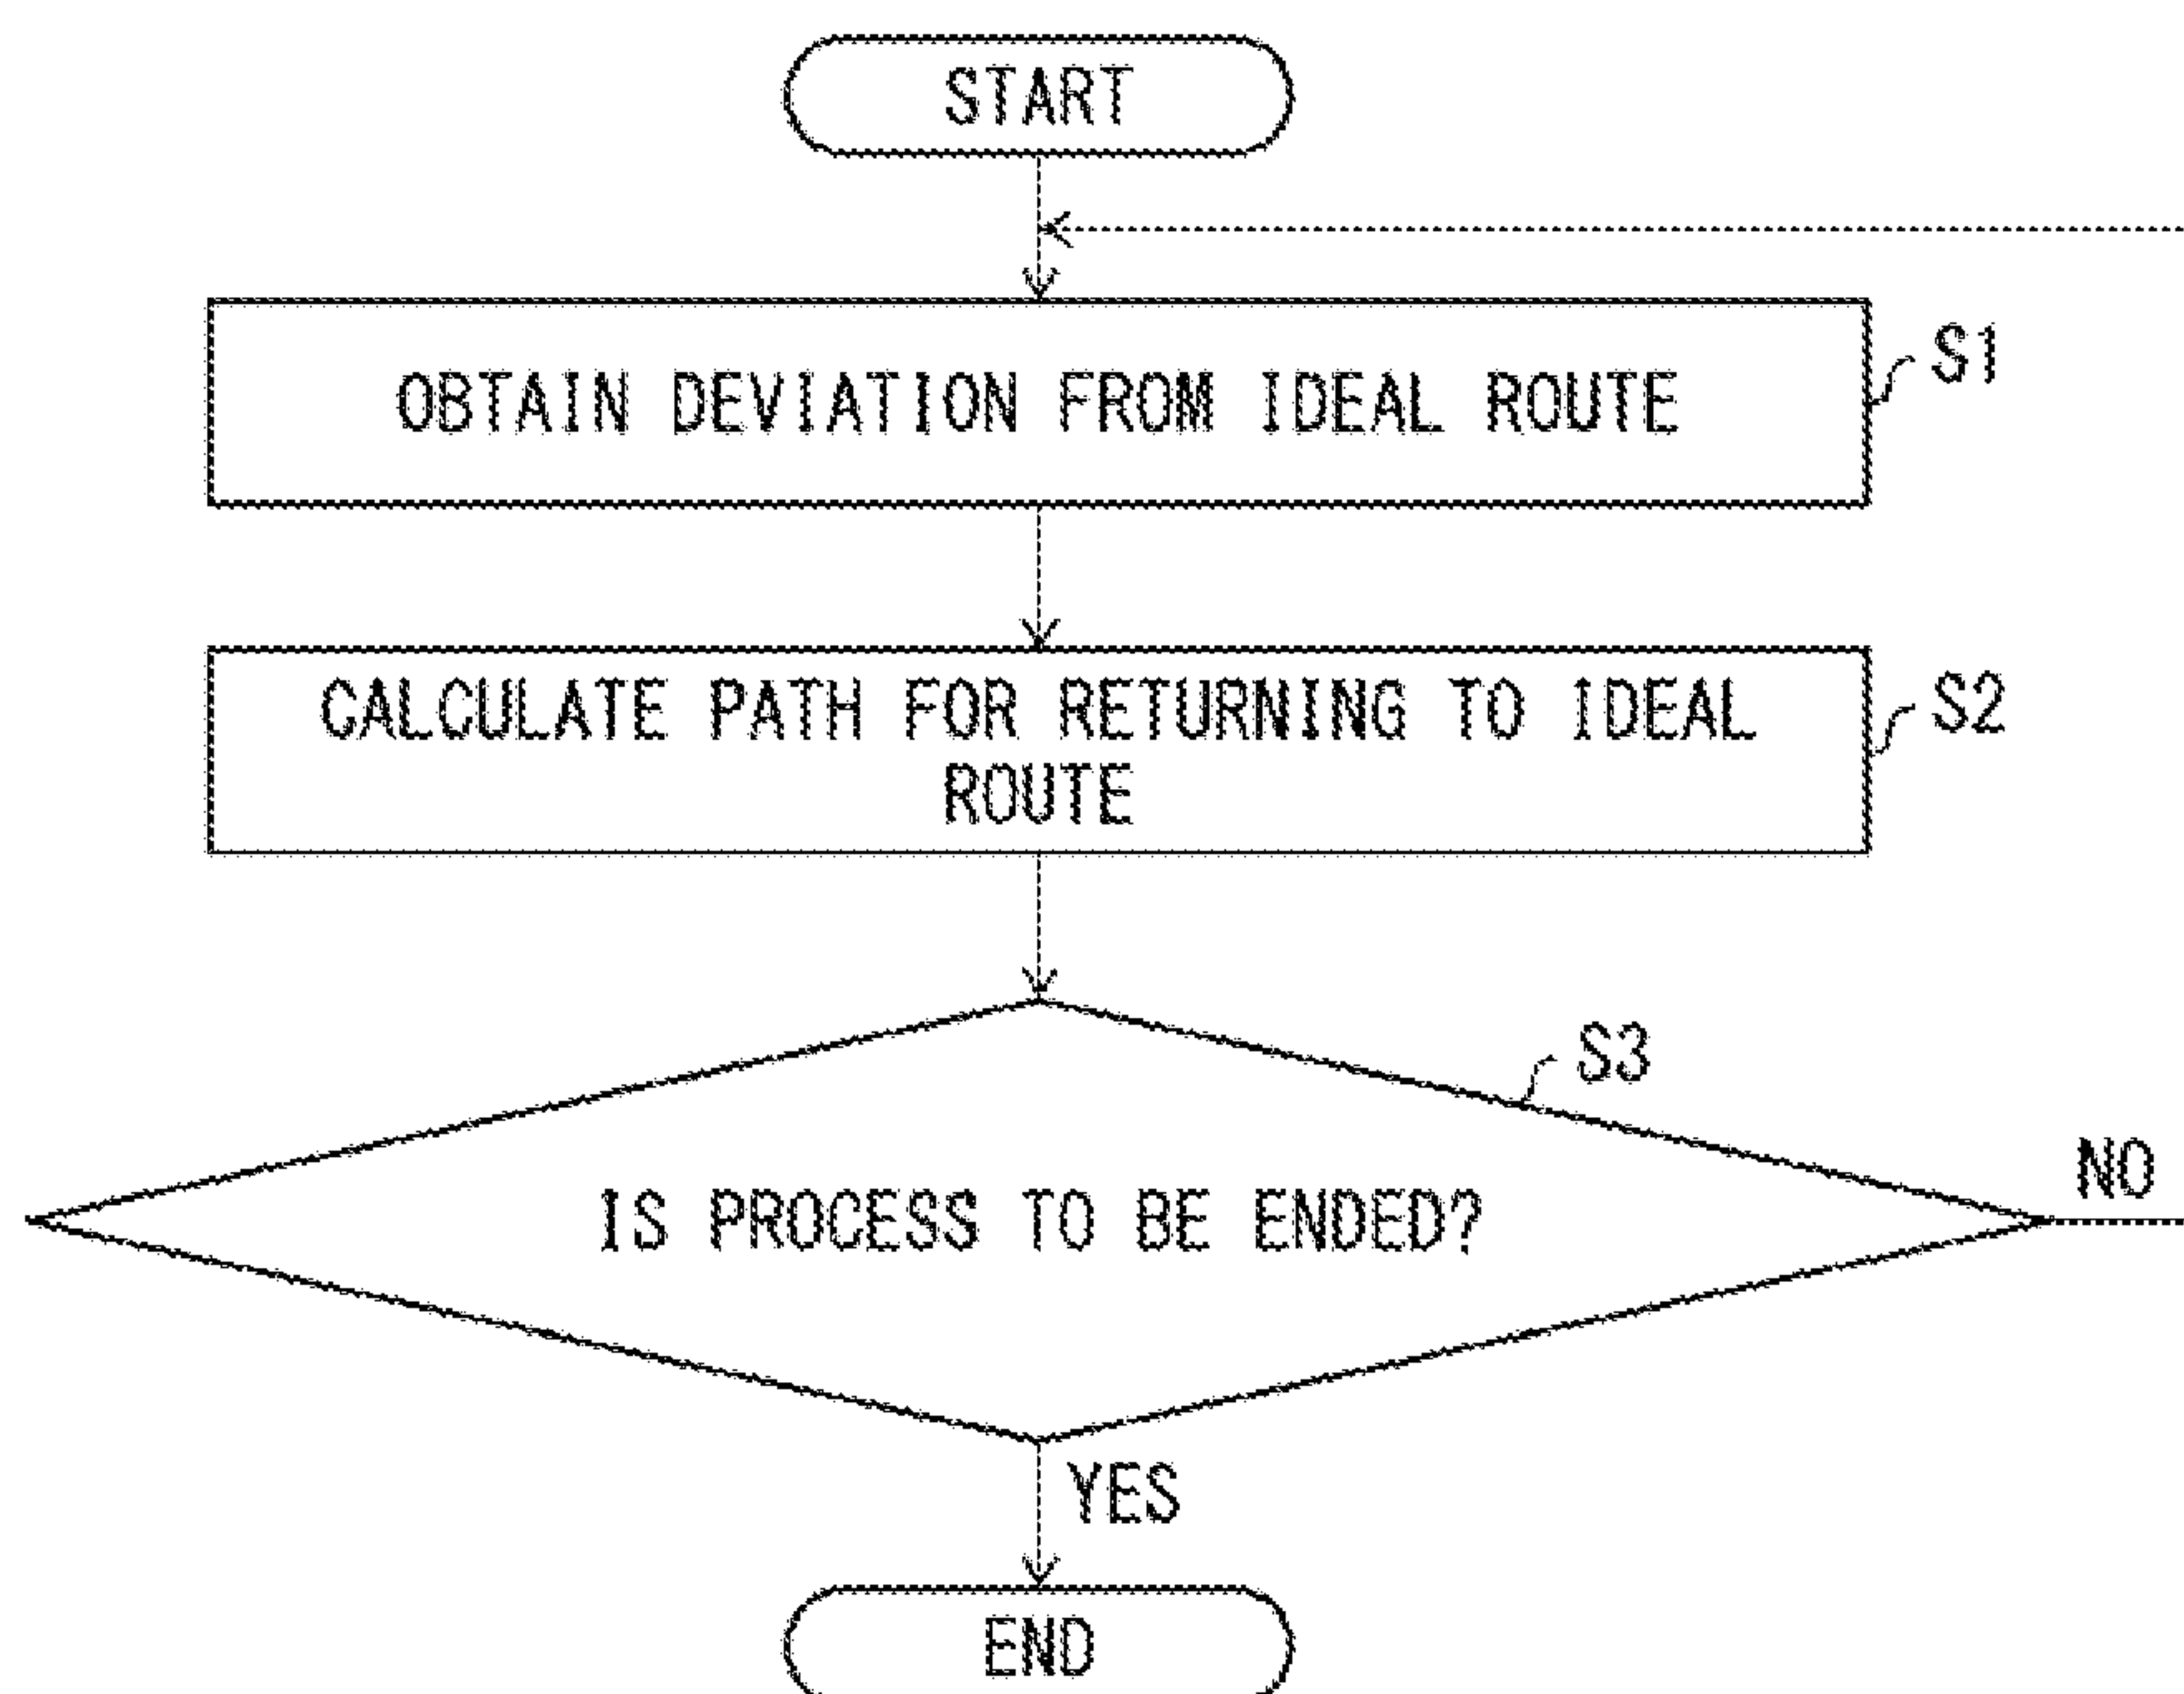 START
OBTAIN DEVIATION FROM IDEAL ROUTE
S1
CALCULATE PATH FOR RETURNING TO IDEAL
ROUTE
S2
S3
IS PROCESS TO BE ENDED?
NO
YES
END